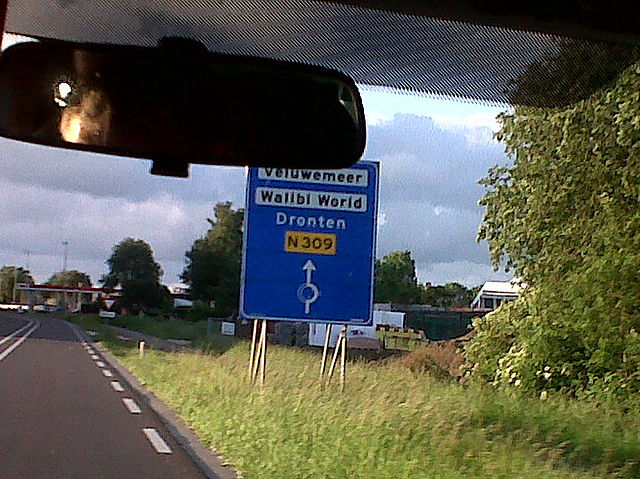 Veluwemeer
Walibi World
Dronten
N 309